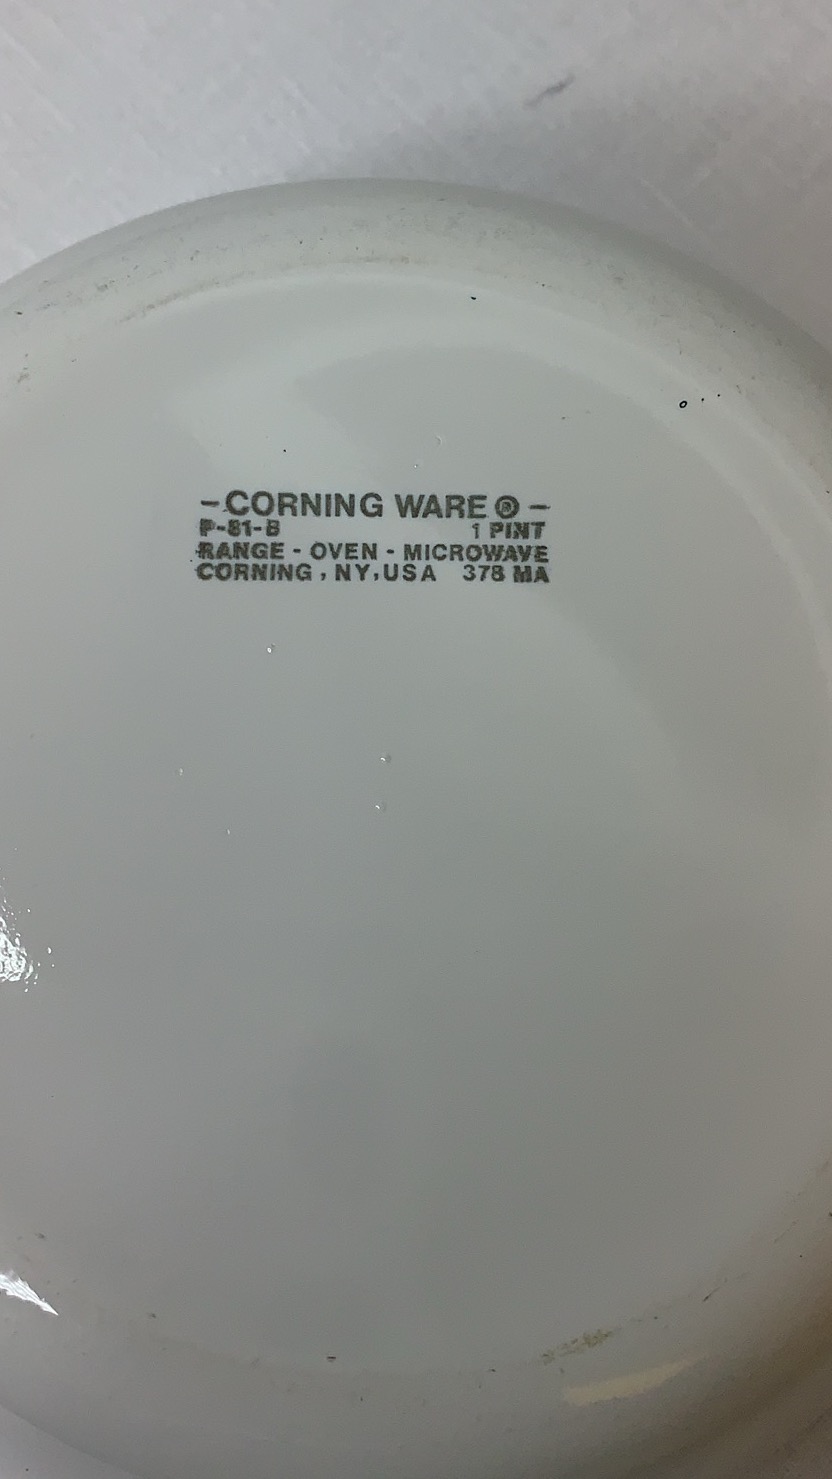 -CORNING WARE ® -
P-81-B 1 PINT
RANGE - OVEN - MICROWAVE
CORNING , NY, USA 378 MA